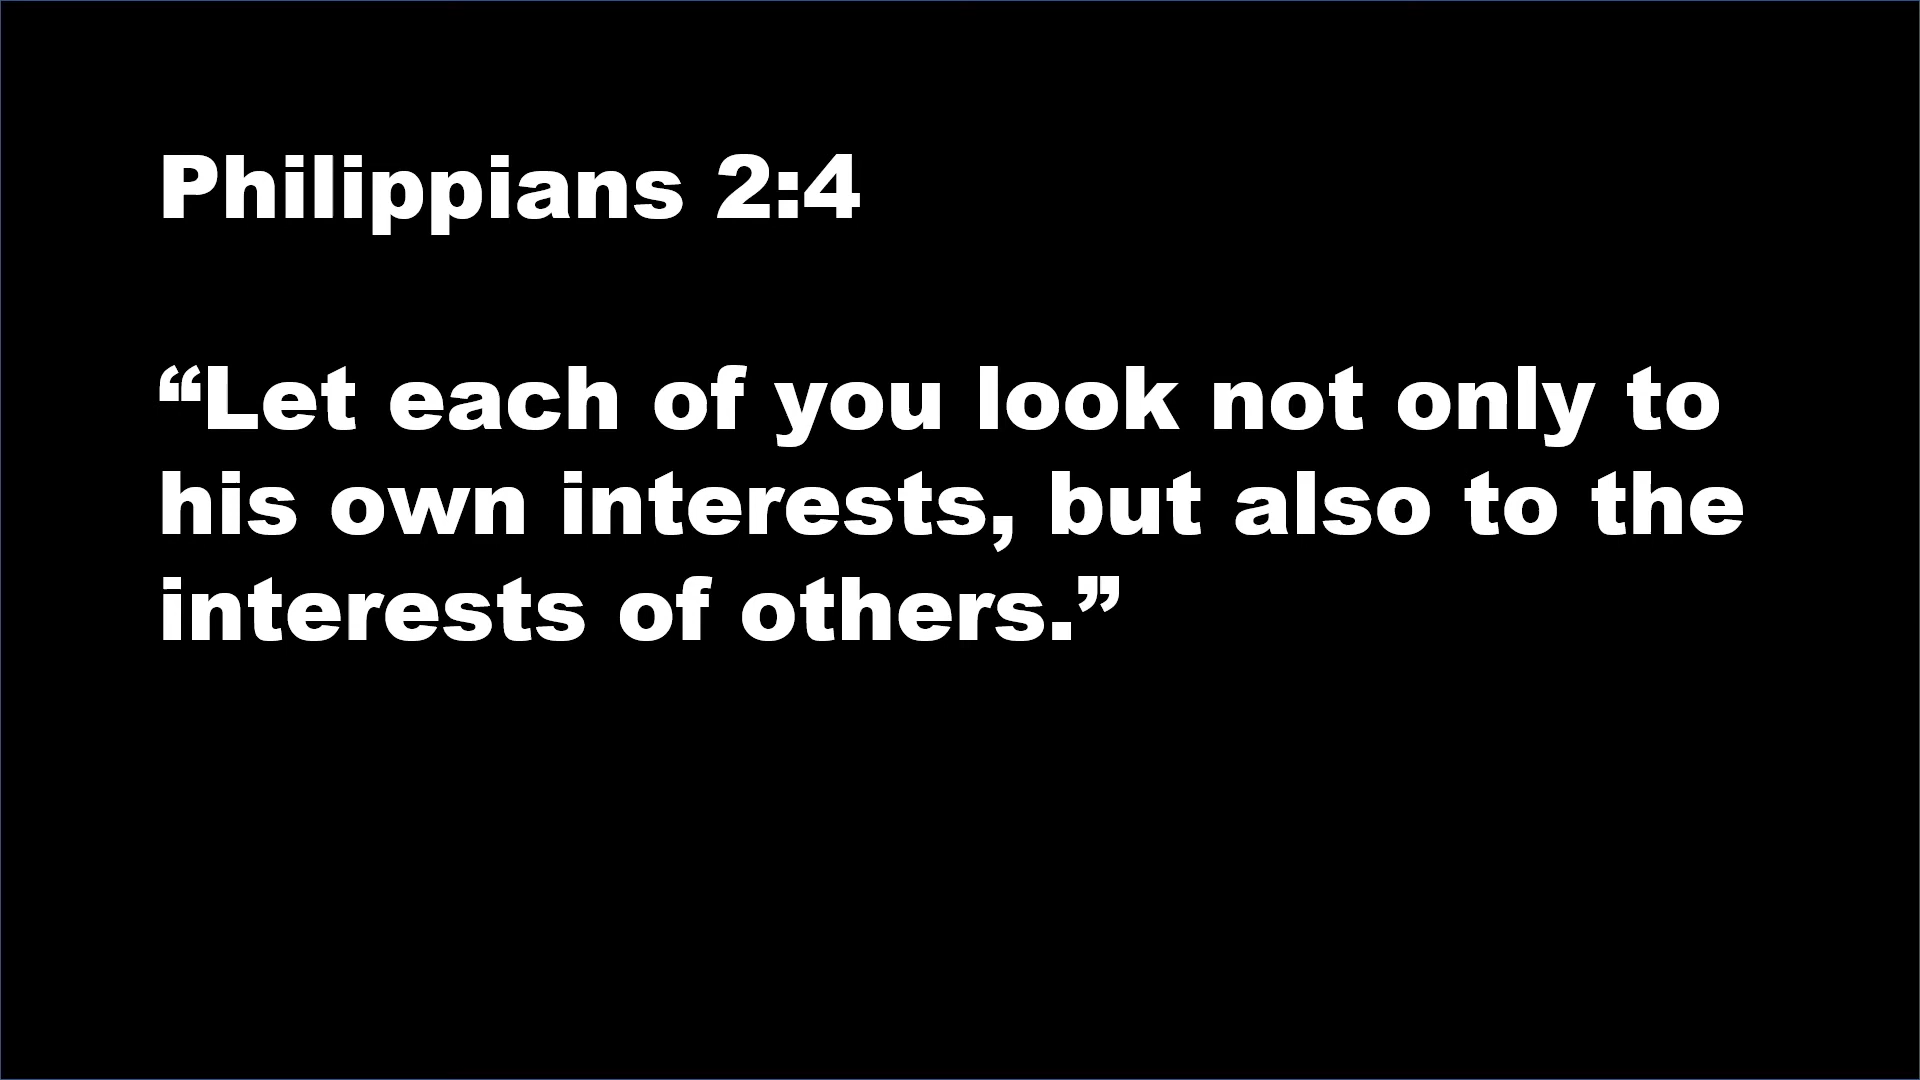 Philippians 2:4
“Let each of you look not only to
his own interests, but also to the
interests of others.”